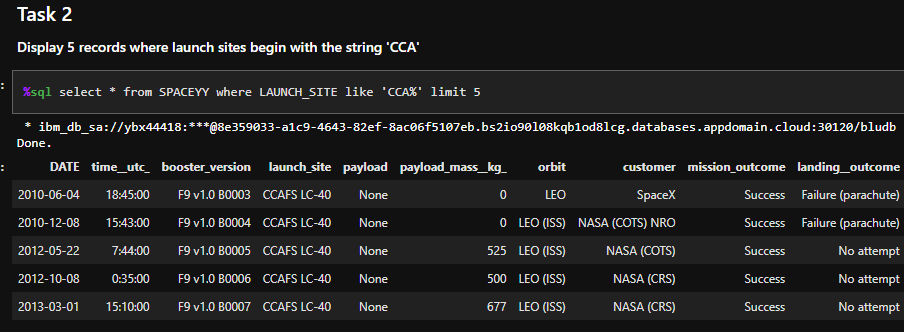 Task 2
Display 5 records where launch sites begin with the string 'CCA'
: %sql select * from SPACEYY where LAUNCH_SITE like 'CCA%' limit 5
* ibm_db_sa://ybx44418:***@8e359033-a1c9-4643-82ef-8ac06f5107eb.bs2io90l08kqb1od8lcg.databases.appdomain.cloud:30120/bludb
Done.
: DATE time__utc_ booster_version launch_site payload payload_mass__kg_ orbit customer mission_outcome landing__outcome
2010-06-04 18:45:00 F9 v1.0 B0003 CCAFS LC-40 None 0 LEO SpaceX Success Failure (parachute)
2010-12-08 15:43:00 F9 v1.0 B0004 CCAFS LC-40 None 0 LEO (ISS) NASA (COTS) NRO Success Failure (parachute)
2012-05-22 7:44:00 F9 v1.0 B0005 CCAFS LC-40 None 525 LEO (ISS) NASA (COTS) Success No attempt
2012-10-08 0:35:00 F9 v1.0 B0006 CCAFS LC-40 None 500 LEO (ISS) NASA (CRS) Success No attempt
2013-03-01 15:10:00 F9 v1.0 B0007 CCAFS LC-40 None 677 LEO (ISS) NASA (CRS) Success No attempt